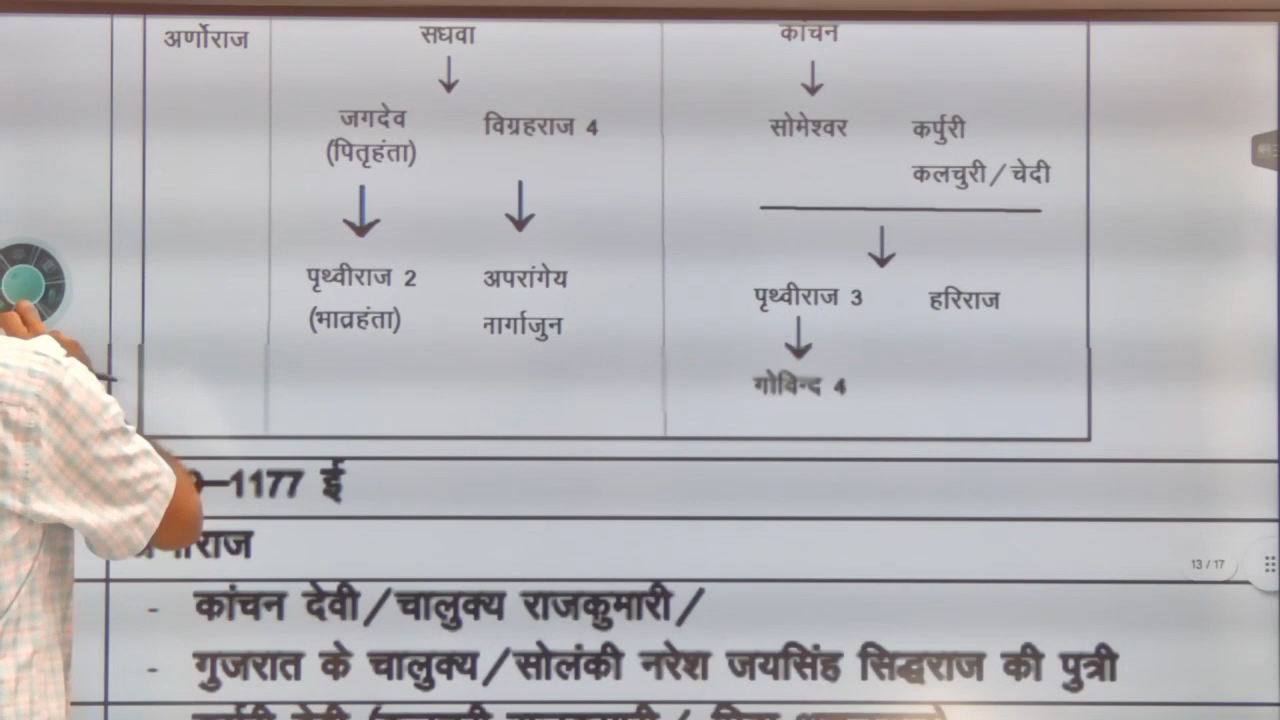 अर्णोराज सघवा कांचन
↓ ↓
जगदेव विग्रहराज 4 सोमेश्वर कर्पुरी
(पितृहंता) कलचुरी/चेदी
↓ ↓ ↓
पृथ्वीराज 2 अपरांगेय पृथ्वीराज 3 हरिराज
(भातृहंता) नार्गाजुन
↓
गोविन्द 4
–1177 ई
कांचन देवी/चालुक्य राजकुमारी/
- गुजरात के चालुक्य/सोलंकी नरेश जयसिंह सिद्धराज की पुत्री
13 / 17